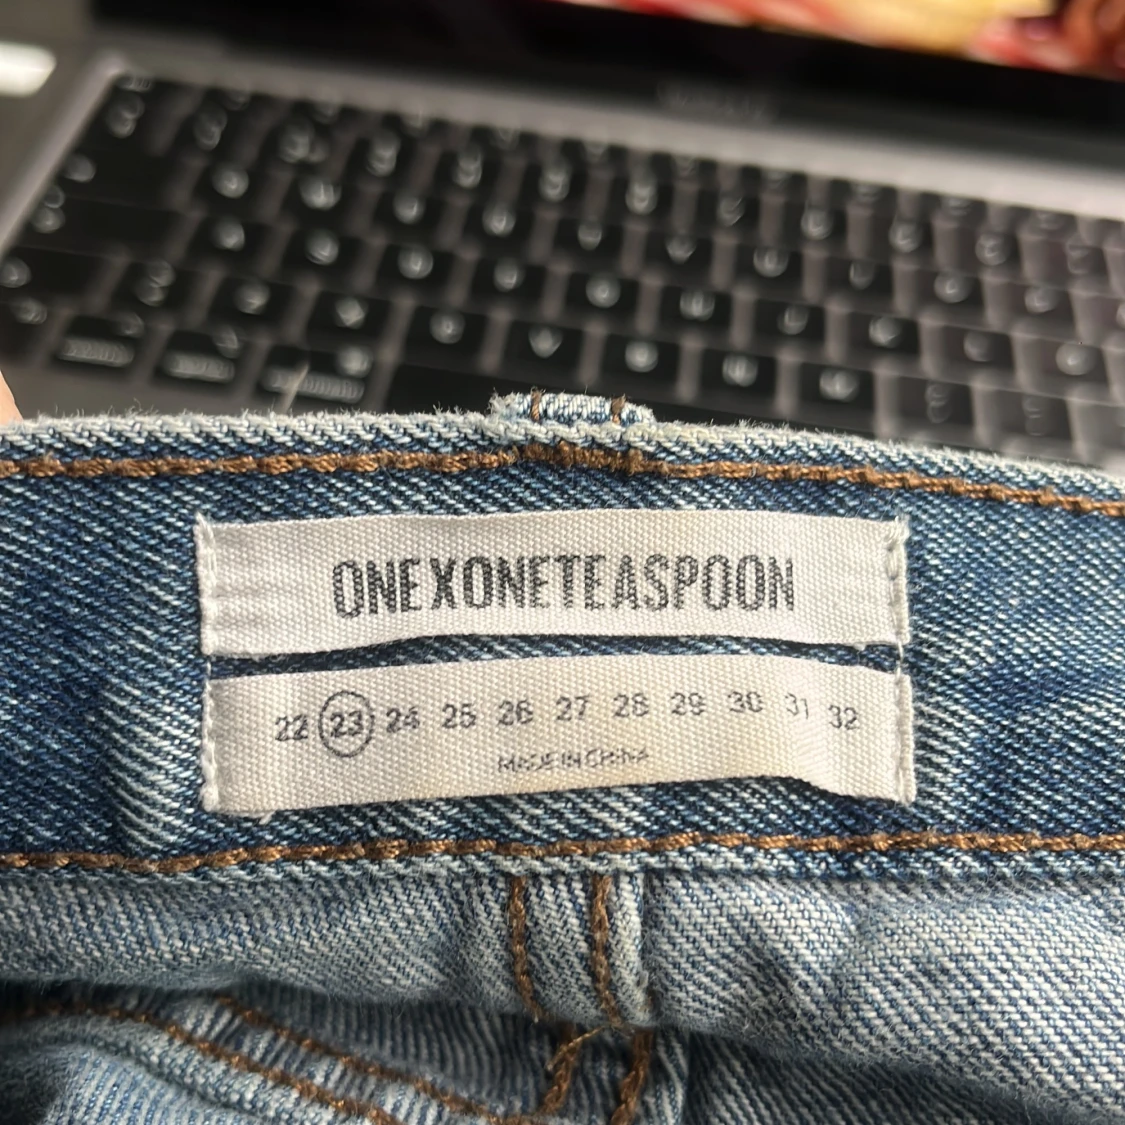 ONEXONETEASPOON
22 23 24 25 26 27 28 29 30 31 32
MADE IN CHINA